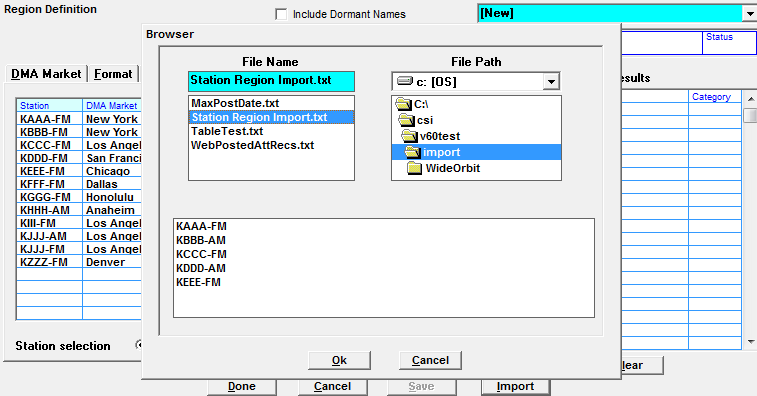 Region Definition
Include Dormant Names
[New]
Browser
Status
File Name
File Path
Station Region Import.txt
c: [OS]
DMA Market
Format
MaxPostDate.txt
Station Region Import.txt
TableTest.txt
WebPostedAttRecs.txt
C:\
csi
v60test
import
WideOrbit
Station DMA Market
Category
KAAA-FM New York
KBBB-FM New York
KCCC-FM Los Angel
KDDD-FM San Franci
KEEE-FM Chicago
KFFF-FM Dallas
KGGG-FM Honolulu
KHHH-AM Anaheim
KIII-FM Los Angel
KJJJ-AM Los Angel
KJJJ-FM Los Angel
KZZZ-FM Denver
KAAA-FM
KBBB-AM
KCCC-FM
KDDD-AM
KEEE-FM
Station selection
Ok
Cancel
lear
Done
Cancel
Save
Import